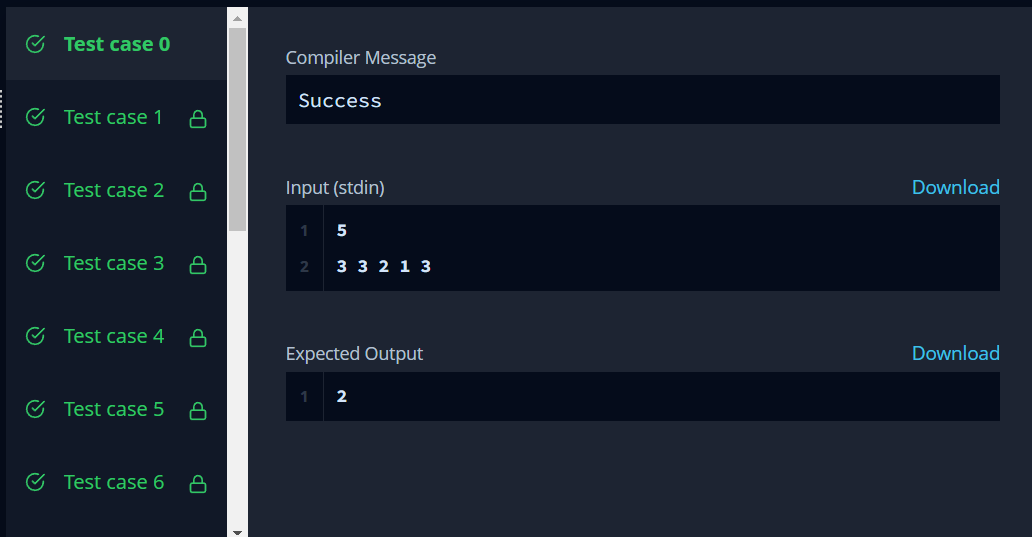 Test case 0
Test case 1
Test case 2
Test case 3
Test case 4
Test case 5
Test case 6
Compiler Message
Success
Input (stdin)
Download
1 5
2 3 3 2 1 3
Expected Output
Download
1 2